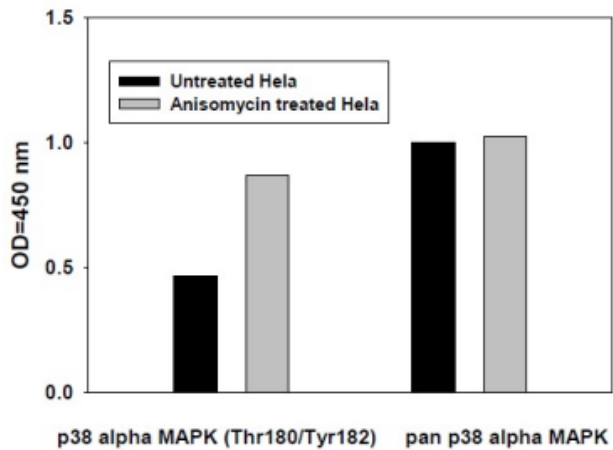 1.5
Untreated Hela
Anisomycin treated Hela
1.0
OD=450 nm
0.5
0.0
p38 alpha MAPK (Thr180/Tyr182) pan p38 alpha MAPK